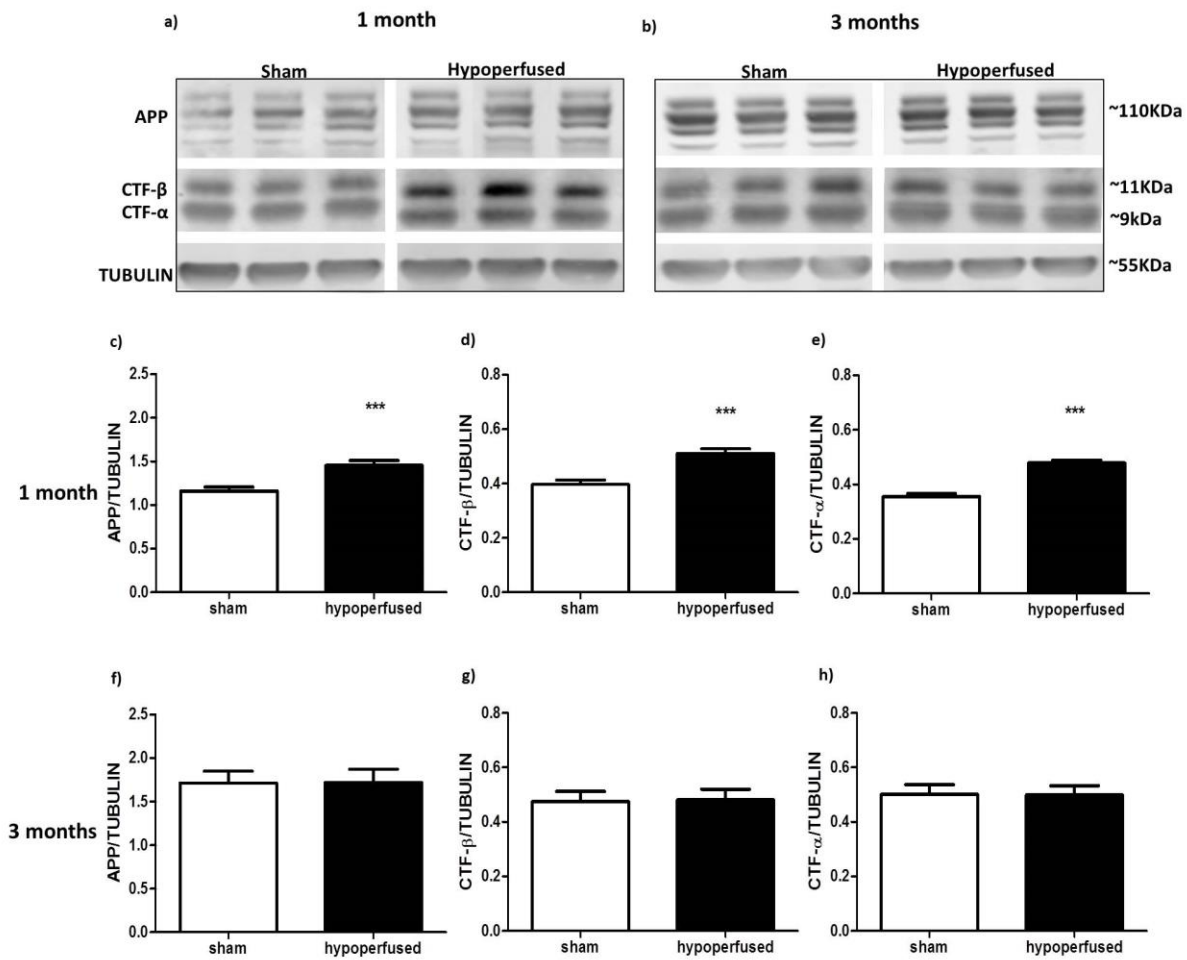 a) 1 month
b) 3 months
Sham Hypoperfused
Sham Hypoperfused
APP
~110KDa
CTF-β
~11KDa
CTF-α
~9kDa
TUBULIN
~55KDa
1 month
c)
APP/TUBULIN
2.5
2.0
1.5
1.0
0.5
0.0
***
sham hypoperfused
d)
CTF-β/TUBULIN
0.8
0.6
0.4
0.2
0.0
***
sham hypoperfused
e)
CTF-α/TUBULIN
0.8
0.6
0.4
0.2
0.0
***
sham hypoperfused
3 months
f)
APP/TUBULIN
2.5
2.0
1.5
1.0
0.5
0.0
sham hypoperfused
g)
CTF-β/TUBULIN
0.8
0.6
0.4
0.2
0.0
sham hypoperfused
h)
CTF-α/TUBULIN
0.8
0.6
0.4
0.2
0.0
sham hypoperfused